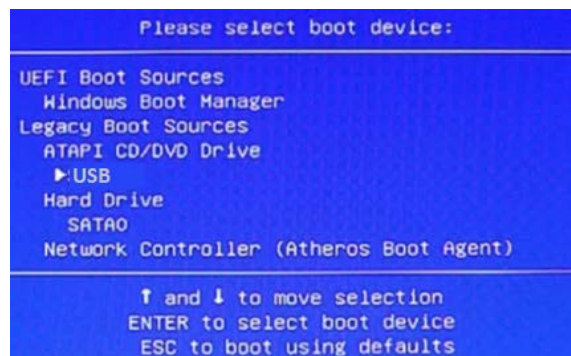 Please select boot device:
UEFI Boot Sources
Windows Boot Manager
Legacy Boot Sources
ATAPI CD/DVD Drive
▶:USB
Hard Drive
SATA0
Network Controller (Atheros Boot Agent)
↑ and ↓ to move selection
ENTER to select boot device
ESC to boot using defaults